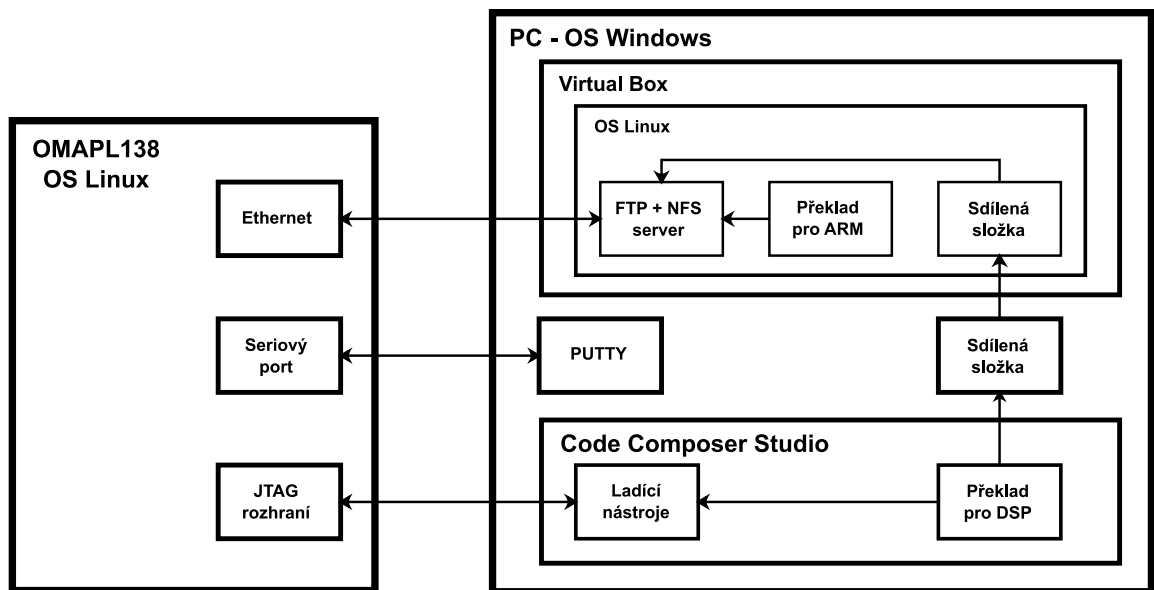 PC - OS Windows
Virtual Box
OS Linux
OMAPL138
OS Linux
Ethernet
FTP + NFS
server
Překlad
pro ARM
Sdílená
složka
Seriový
port
PUTTY
Sdílená
složka
Code Composer Studio
JTAG
rozhraní
Ladící
nástroje
Překlad
pro DSP